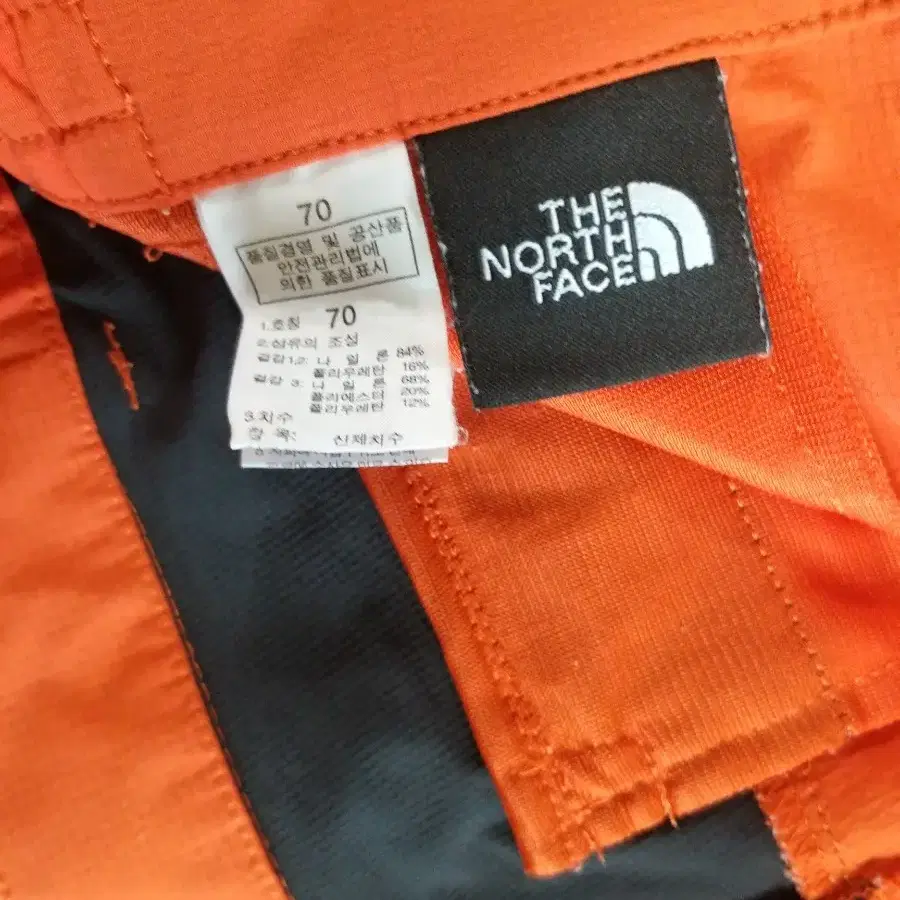 70
품질경영 및 공산품
안전관리법에
의한 품질표시
1.호칭 70
2.섬유의 조성
겉감1,2: 나 일 론 84%
폴리우레탄 16%
겉감 3: 나 일 론 68%
폴리에스터 20%
폴리우레탄 12%
3.치수
항 목: 신체치수
THE
NORTH
FACE